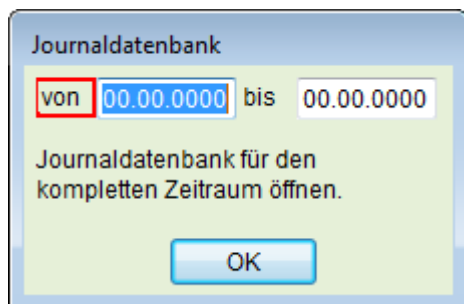 Journaldatenbank
von 00.00.0000 bis 00.00.0000
Journaldatenbank für den
kompletten Zeitraum öffnen.
OK